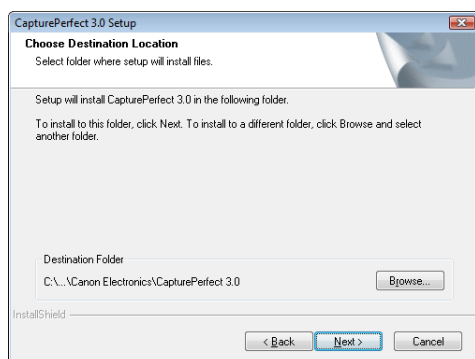 CapturePerfect 3.0 Setup
Choose Destination Location
Select folder where setup will install files.
Setup will install CapturePerfect 3.0 in the following folder.
To install to this folder, click Next. To install to a different folder, click Browse and select
another folder.
Destination Folder
C:\...\Canon Electronics\CapturePerfect 3.0
Browse...
InstallShield
< Back
Next >
Cancel